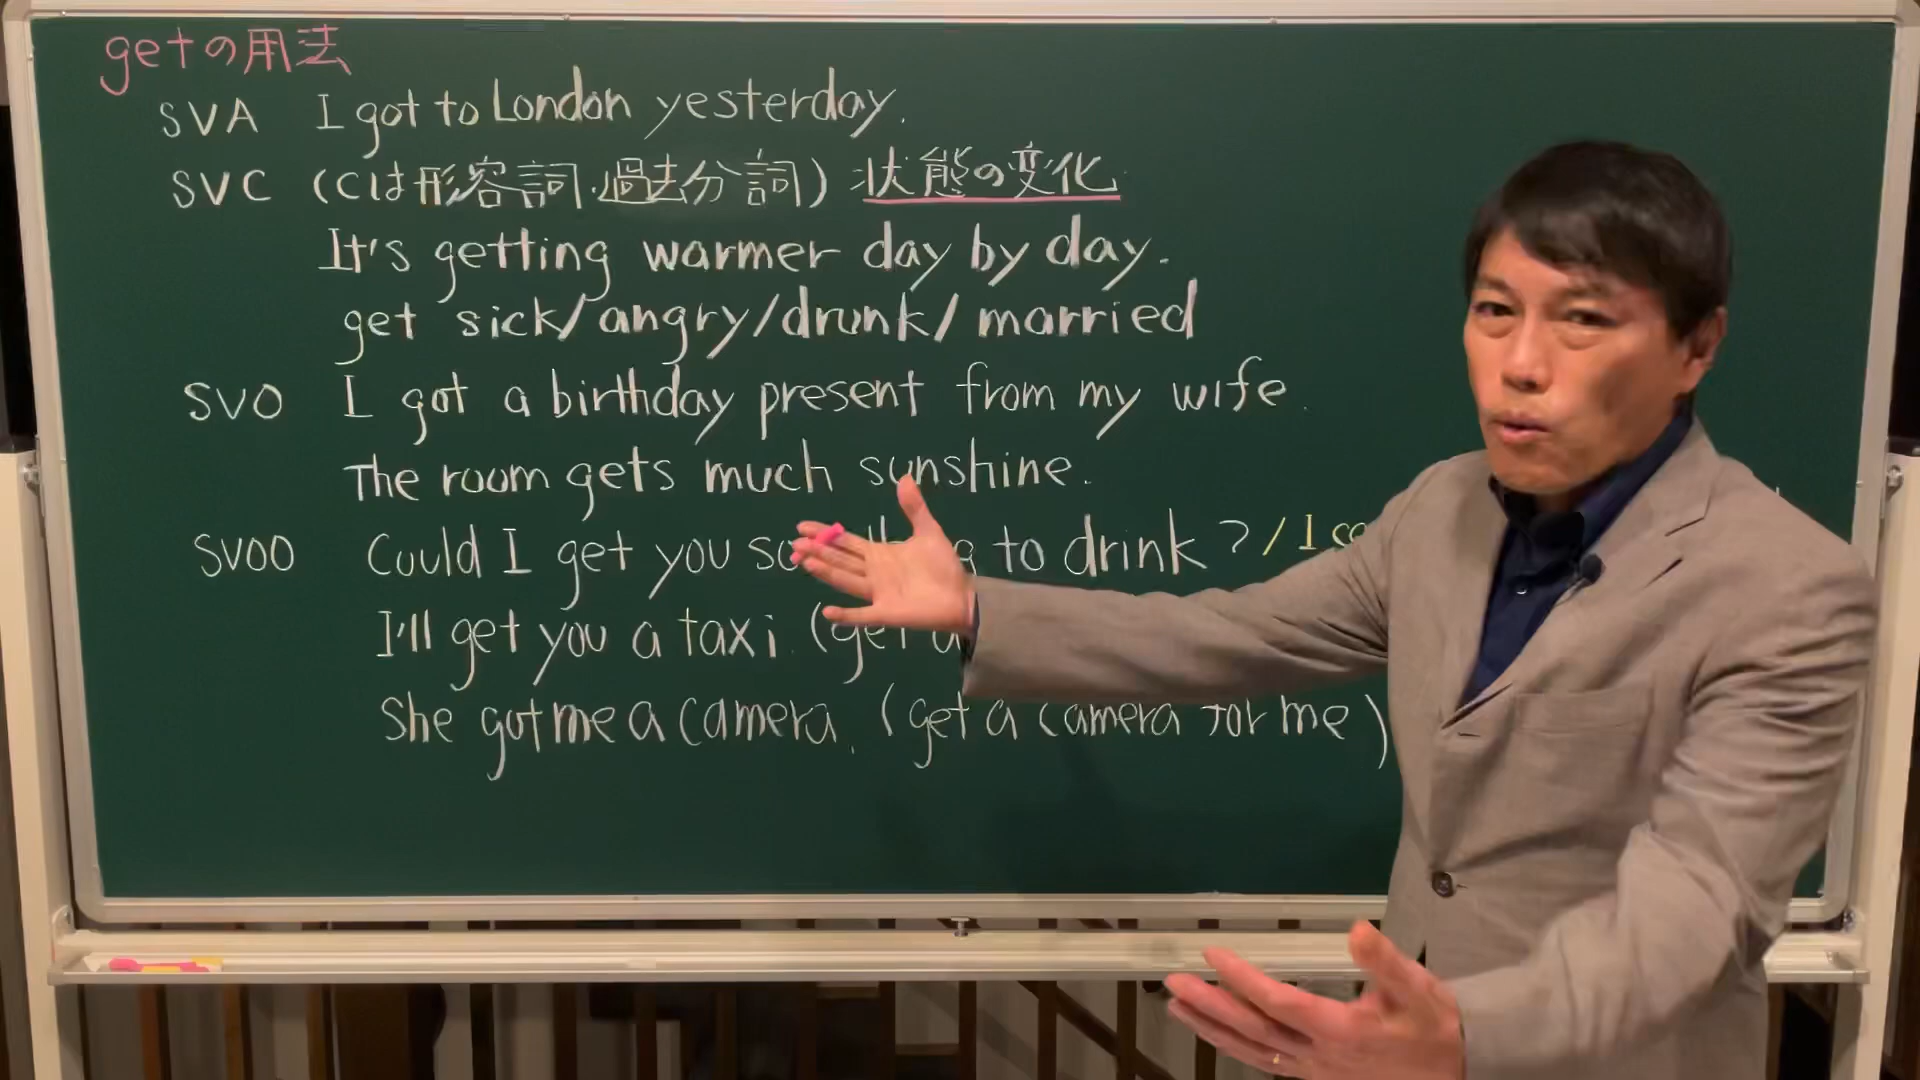 getの用法
SVA I got to London yesterday.
SVC (Cは形容詞・過去分詞) 状態の変化
It's getting warmer day by day.
get sick/angry/drunk/married
SVO I got a birthday present from my wife.
The room gets much sunshine.
SVOO Could I get you to drink? / I
I'll get you a taxi. (get
She got me a camera. (get a camera for me)